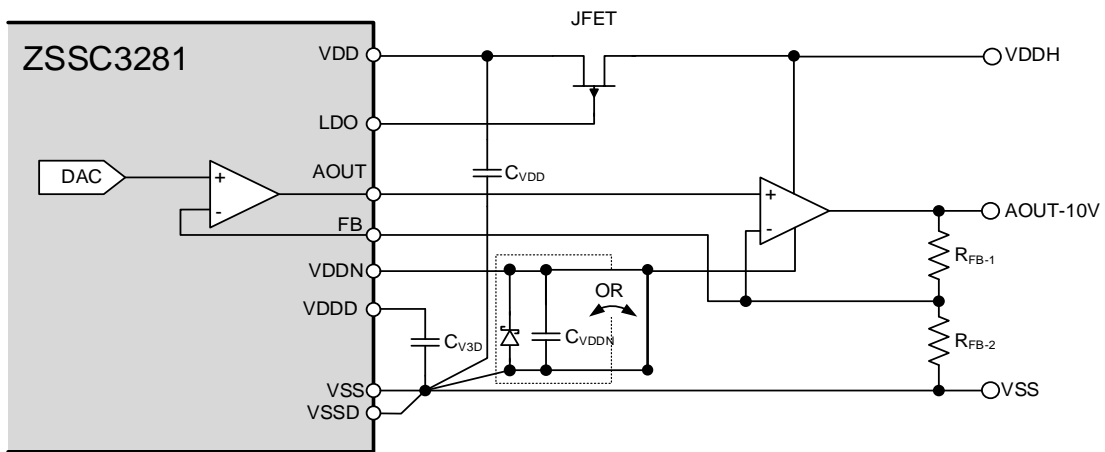 JFET
ZSSC3281
VDD
VDDH
LDO
AOUT
DAC
+
-
CVDD
+
-
AOUT-10V
FB
RFB-1
VDDN
OR
VDDD
CVDDN
CV3D
RFB-2
VSS
VSS
VSSD